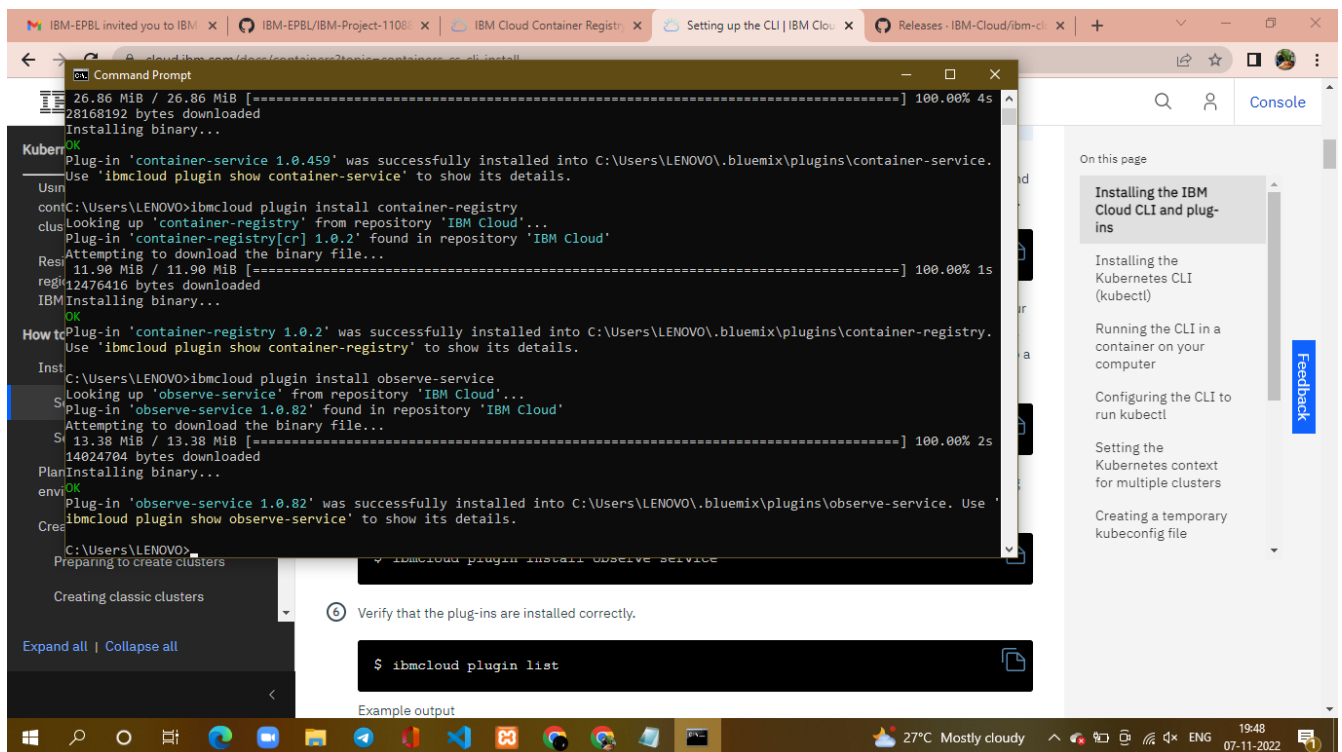 IBM-EPBL invited you to IBM
IBM-EPBL/IBM-Project-1108
IBM Cloud Container Registr
Setting up the CLI | IBM Clou
Releases · IBM-Cloud/ibm-cl
cloud.ibm.com/docs/containers?topic=containers-cs_cli_install
Command Prompt
26.86 MiB / 26.86 MiB [==================================================================================] 100.00% 4s
28168192 bytes downloaded
Installing binary...
OK
Plug-in 'container-service 1.0.459' was successfully installed into C:\Users\LENOVO\.bluemix\plugins\container-service.
Use 'ibmcloud plugin show container-service' to show its details.
C:\Users\LENOVO>ibmcloud plugin install container-registry
Looking up 'container-registry' from repository 'IBM Cloud'...
Plug-in 'container-registry[cr] 1.0.2' found in repository 'IBM Cloud'
Attempting to download the binary file...
11.90 MiB / 11.90 MiB [==================================================================================] 100.00% 1s
12476416 bytes downloaded
Installing binary...
OK
Plug-in 'container-registry 1.0.2' was successfully installed into C:\Users\LENOVO\.bluemix\plugins\container-registry.
Use 'ibmcloud plugin show container-registry' to show its details.
C:\Users\LENOVO>ibmcloud plugin install observe-service
Looking up 'observe-service' from repository 'IBM Cloud'...
Plug-in 'observe-service 1.0.82' found in repository 'IBM Cloud'
Attempting to download the binary file...
13.38 MiB / 13.38 MiB [==================================================================================] 100.00% 2s
14024704 bytes downloaded
Installing binary...
OK
Plug-in 'observe-service 1.0.82' was successfully installed into C:\Users\LENOVO\.bluemix\plugins\observe-service. Use '
ibmcloud plugin show observe-service' to show its details.
C:\Users\LENOVO>
Preparing to create clusters
Creating classic clusters
Expand all | Collapse all
$ ibmcloud plugin install observe-service
6 Verify that the plug-ins are installed correctly.
$ ibmcloud plugin list
Example output
Console
On this page
Installing the IBM
Cloud CLI and plug-
ins
Installing the
Kubernetes CLI
(kubectl)
Running the CLI in a
container on your
computer
Configuring the CLI to
run kubectl
Setting the
Kubernetes context
for multiple clusters
Creating a temporary
kubeconfig file
Feedback
27°C Mostly cloudy
ENG
19:48
07-11-2022